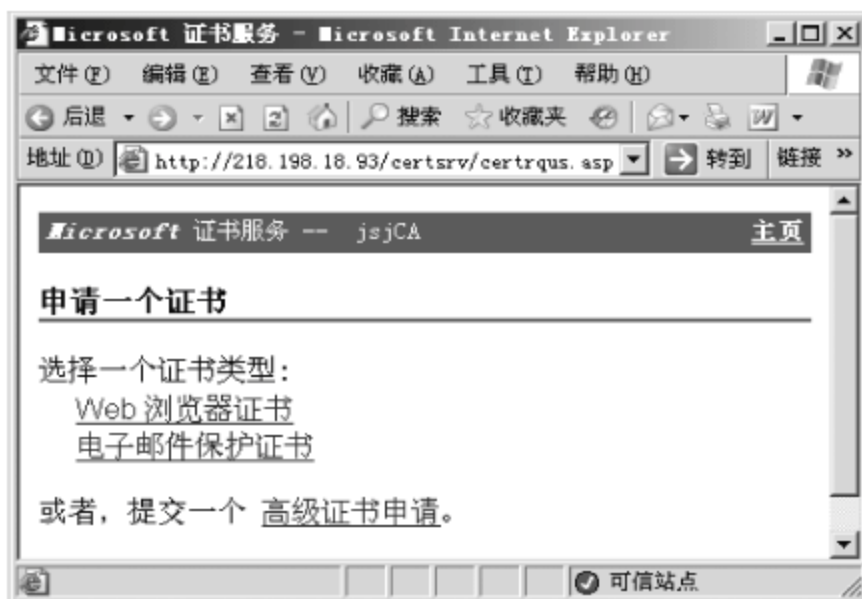 Microsoft 证书服务 - Microsoft Internet Explorer
文件(F) 编辑(E) 查看(V) 收藏(A) 工具(T) 帮助(H)
后退 搜索 收藏夹 W
地址(D) http://218.198.18.93/certsrv/certrqus.asp 转到 链接 »
Microsoft 证书服务 -- jsjCA 主页
申请一个证书
选择一个证书类型:
Web 浏览器证书
电子邮件保护证书
或者，提交一个 高级证书申请。
可信站点